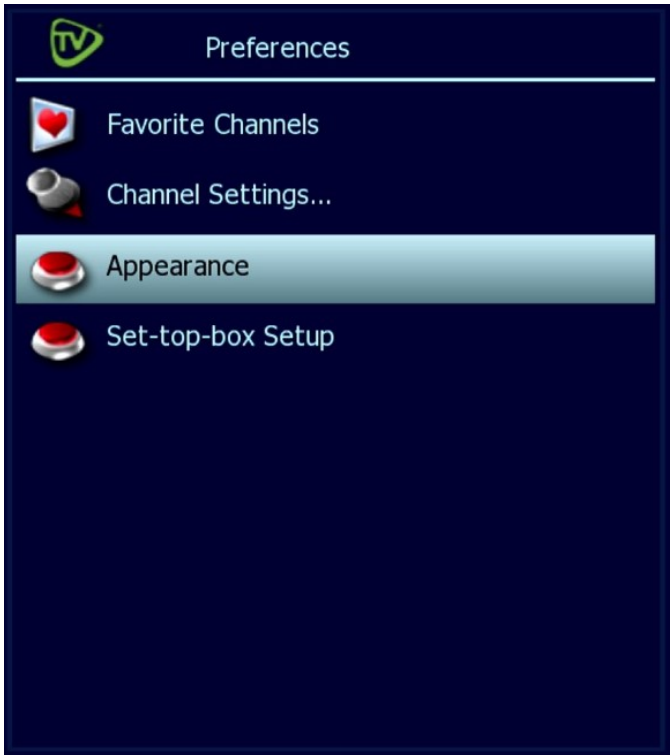 TV
Preferences
Favorite Channels
Channel Settings...
Appearance
Set-top-box Setup